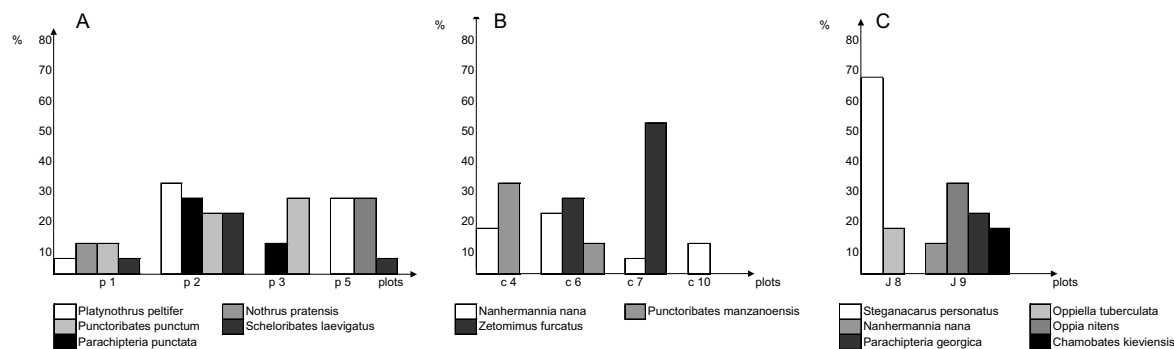 A B C
% % %
80 80 80
70 70 70
60 60 60
50 50 50
40 40 40
30 30 30
20 20 20
10 10 10
p 1 p 2 p 3 p 5 plots c 4 c 6 c 7 c 10 plots J 8 J 9 plots
Platynothrus peltifer Nothrus pratensis Nanhermannia nana Punctoribates manzanoensis Steganacarus personatus Oppiella tuberculata
Punctoribates punctum Scheloribates laevigatus Zetomimus furcatus Nanhermannia nana Oppia nitens
Parachipteria punctata Parachipteria georgica Chamobates kieviensis